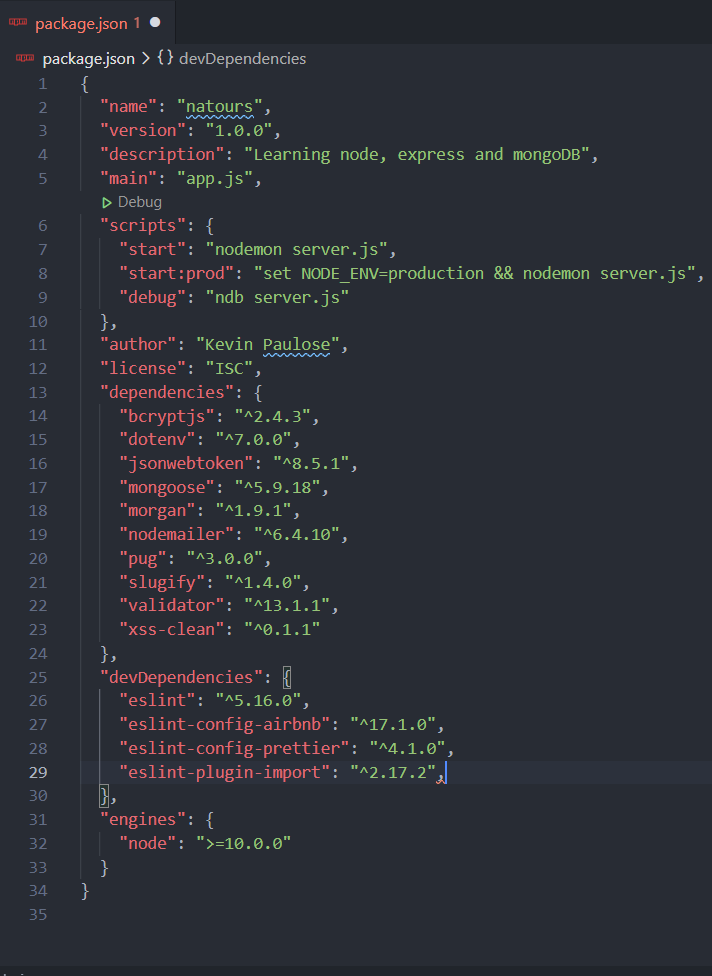 package.json 1
package.json > {} devDependencies
1 {
2 "name": "natours",
3 "version": "1.0.0",
4 "description": "Learning node, express and mongoDB",
5 "main": "app.js",
Debug
6 "scripts": {
7 "start": "nodemon server.js",
8 "start:prod": "set NODE_ENV=production && nodemon server.js",
9 "debug": "ndb server.js"
10 },
11 "author": "Kevin Paulose",
12 "license": "ISC",
13 "dependencies": {
14 "bcryptjs": "^2.4.3",
15 "dotenv": "^7.0.0",
16 "jsonwebtoken": "^8.5.1",
17 "mongoose": "^5.9.18",
18 "morgan": "^1.9.1",
19 "nodemailer": "^6.4.10",
20 "pug": "^3.0.0",
21 "slugify": "^1.4.0",
22 "validator": "^13.1.1",
23 "xss-clean": "^0.1.1"
24 },
25 "devDependencies": {
26 "eslint": "^5.16.0",
27 "eslint-config-airbnb": "^17.1.0",
28 "eslint-config-prettier": "^4.1.0",
29 "eslint-plugin-import": "^2.17.2",
30 },
31 "engines": {
32 "node": ">=10.0.0"
33 }
34 }
35